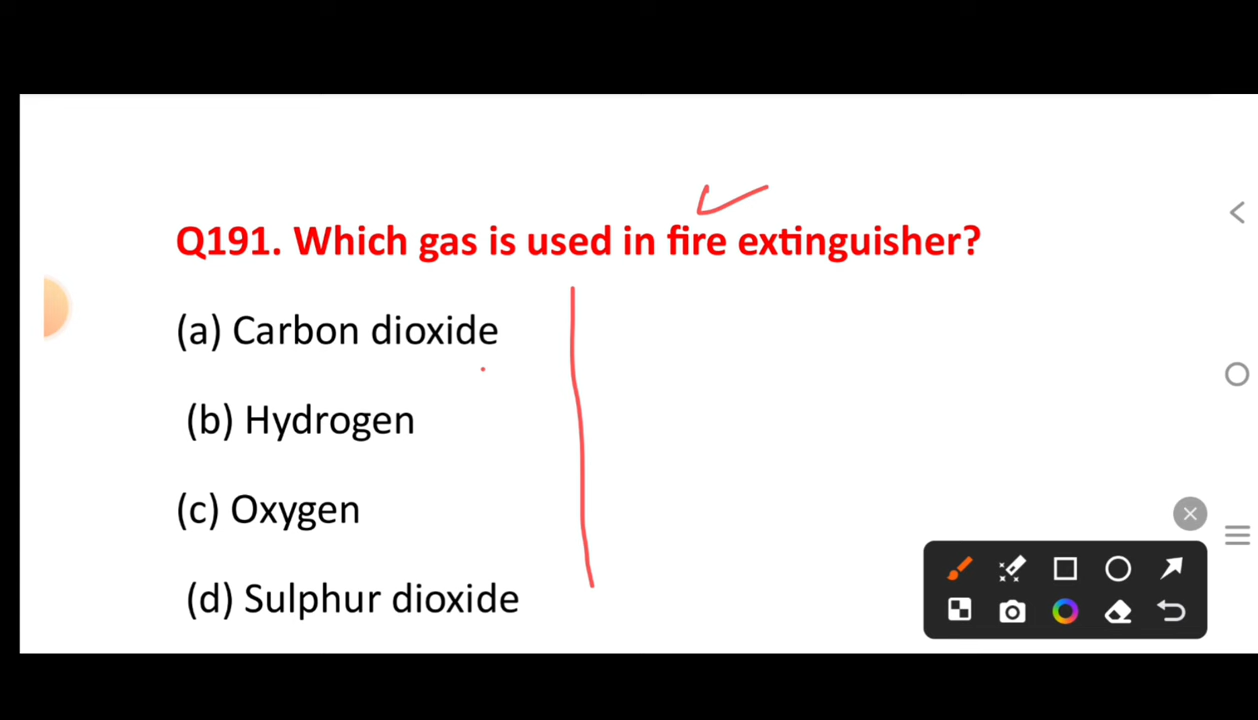 Q191. Which gas is used in fire extinguisher?
(a) Carbon dioxide
(b) Hydrogen
(c) Oxygen
(d) Sulphur dioxide